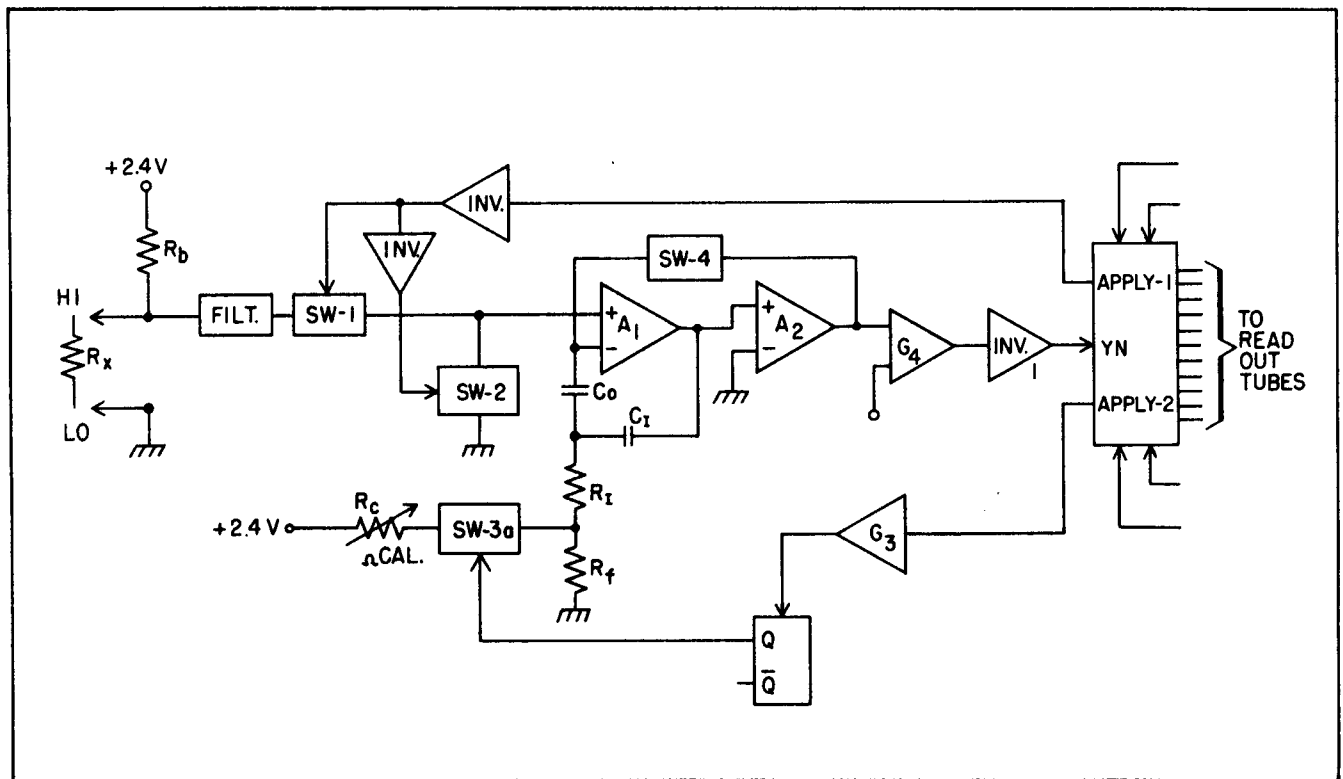 +2.4V
Rb
HI
Rx
LO
FILT.
SW-1
INV.
INV.
SW-2
SW-4
+
A1
-
Co
CI
RI
Rf
+
A2
-
G4
INV.
1
APPLY-1
YN
APPLY-2
TO
READ
OUT
TUBES
+2.4V
Rc
ΩCAL.
SW-3a
G3
Q
Q̅